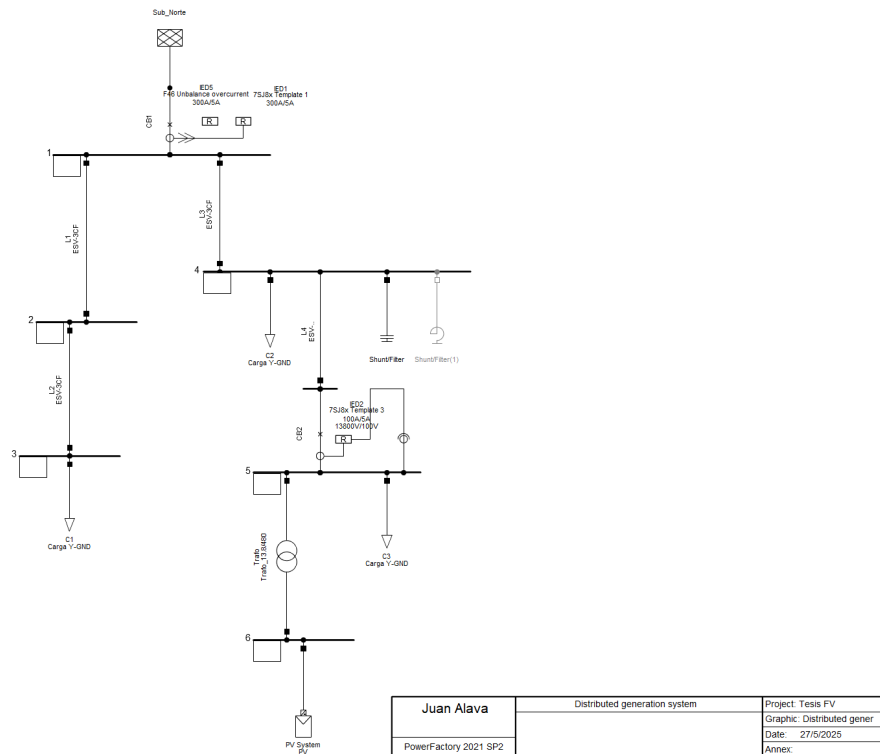 Sub_Norte
IED5
F46 Unbalance overcurrent
300A/5A
IED1
7SJ8x Template 1
300A/5A
R
R
CB1
1
L1
ESV-3CF
L3
ESV-3CF
4
2
L4
ESV-..
C2
Carga Y-GND
Shunt/Filter
Shunt/Filter(1)
L2
ESV-3CF
IED2
7SJ8x Template 3
100A/5A
13800V/100V
R
CB2
3
5
C1
Carga Y-GND
Trafo
Trafo_13.8/480
C3
Carga Y-GND
6
PV System
PV
Juan Alava
PowerFactory 2021 SP2
Distributed generation system
Project: Tesis FV
Graphic: Distributed gener
Date: 27/5/2025
Annex: